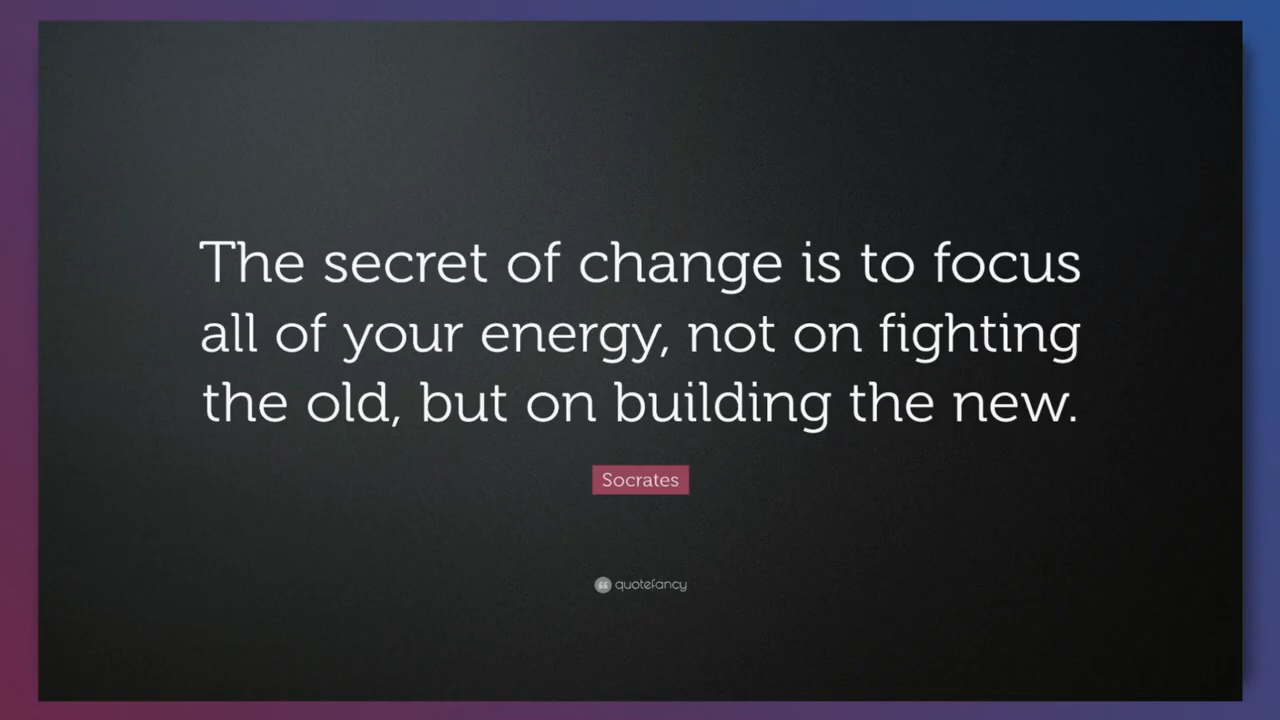 The secret of change is to focus
all of your energy, not on fighting
the old, but on building the new.
Socrates
quotefancy